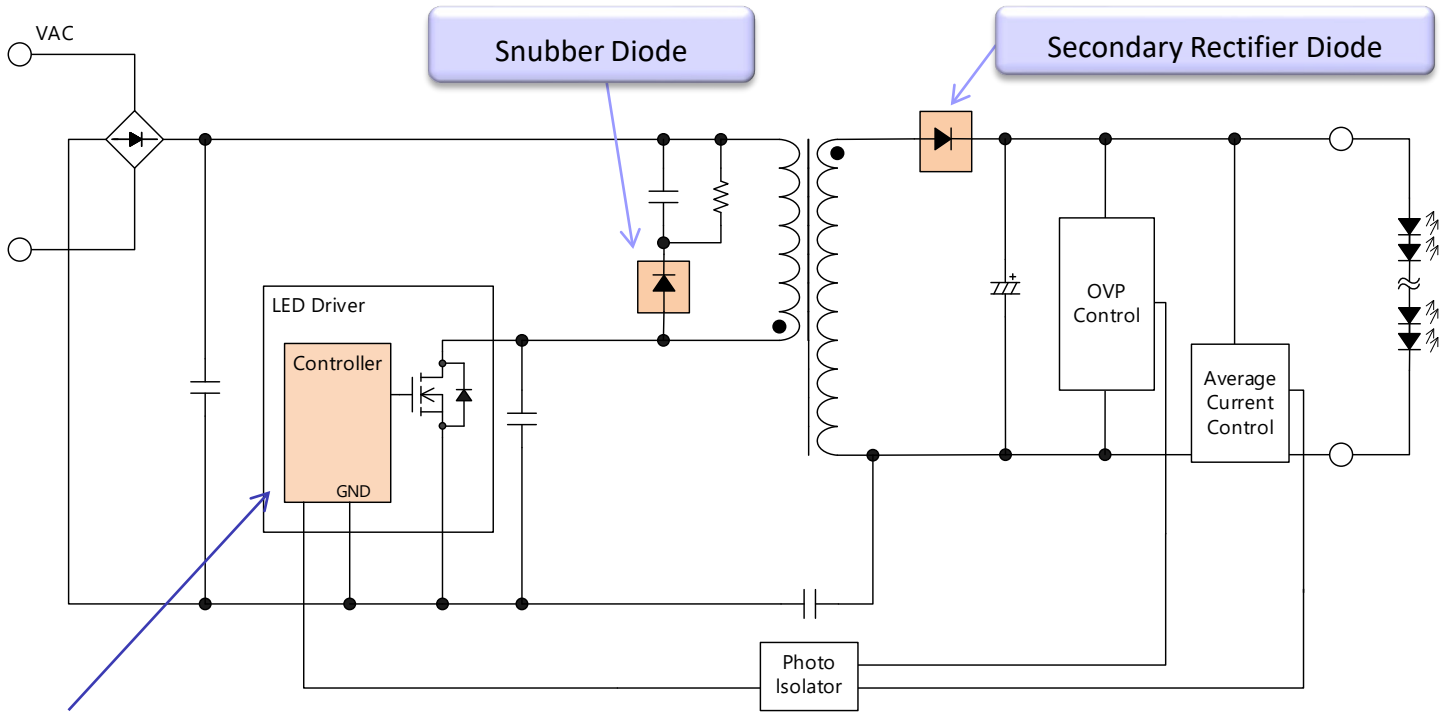 VAC
Snubber Diode
Secondary Rectifier Diode
LED Driver
Controller
GND
+
OVP
Control
Average
Current
Control
Photo
Isolator